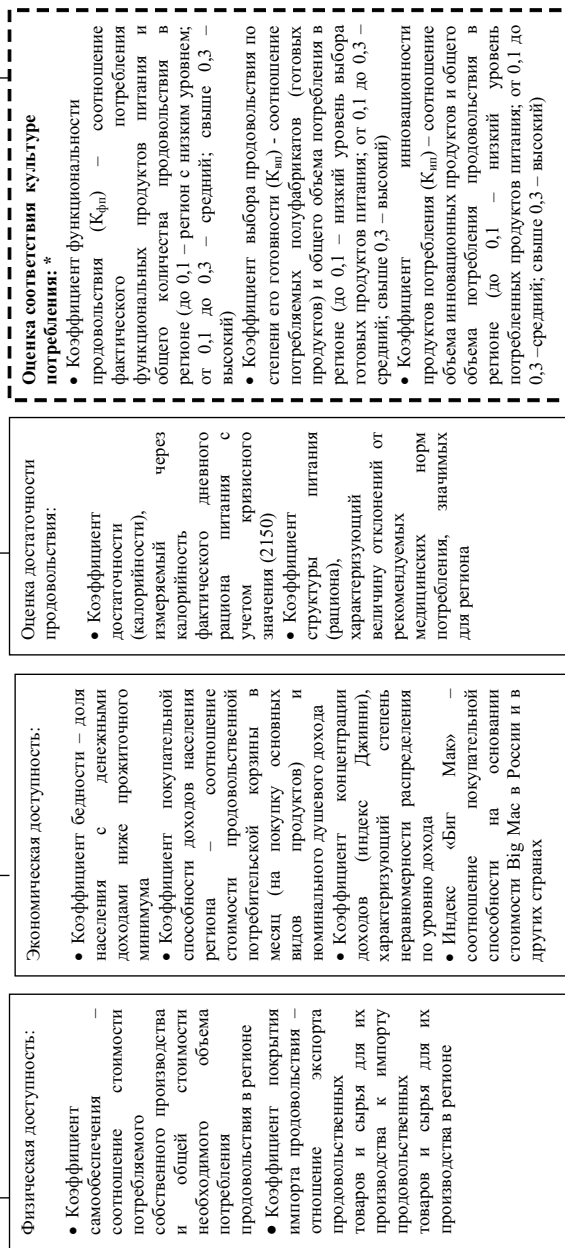 Физическая доступность:
• Коэффициент
самообеспечения –
соотношение стоимости
потребляемого
собственного производства
и общей стоимости
необходимого объема
потребления
продовольствия в регионе
• Коэффициент покрытия
импорта продовольствия –
отношение экспорта
продовольственных
товаров и сырья для их
производства к импорту
продовольственных
товаров и сырья для их
производства в регионе
Экономическая доступность:
• Коэффициент бедности – доля
населения с денежными
доходами ниже прожиточного
минимума
• Коэффициент покупательной
способности доходов населения
региона – соотношение
стоимости продовольственной
потребительской корзины в
месяц (на покупку основных
видов продуктов) и
номинального душевого дохода
• Коэффициент концентрации
доходов (индекс Джинни),
характеризующий степень
неравномерности распределения
по уровню дохода
• Индекс «Биг Мак» –
соотношение покупательной
способности на основании
стоимости Big Mac в России и в
других странах
Оценка достаточности
продовольствия:
• Коэффициент
достаточности
(калорийности),
измеряемый через
калорийность
фактического дневного
рациона питания с
учетом кризисного
значения (2150)
• Коэффициент
структуры питания
(рациона),
характеризующий
величину отклонений от
рекомендуемых
медицинских норм
потребления, значимых
для региона
Оценка соответствия культуре
потребления: *
• Коэффициент функциональности
продовольствия (Кфп) – соотношение
фактического потребления
функциональных продуктов питания и
общего количества продовольствия в
регионе (до 0,1 – регион с низким уровнем;
от 0,1 до 0,3 – средний; свыше 0,3 –
высокий)
• Коэффициент выбора продовольствия по
степени его готовности (Квп) - соотношение
потребляемых полуфабрикатов (готовых
продуктов) и общего объема потребления в
регионе (до 0,1 – низкий уровень выбора
готовых продуктов питания; от 0,1 до 0,3 –
средний; свыше 0,3 – высокий)
• Коэффициент инновационности
продуктов потребления (Кип) – соотношение
объема инновационных продуктов и общего
объема потребления продовольствия в
регионе (до 0,1 – низкий уровень
потребленных продуктов питания; от 0,1 до
0,3 –средний; свыше 0,3 – высокий)